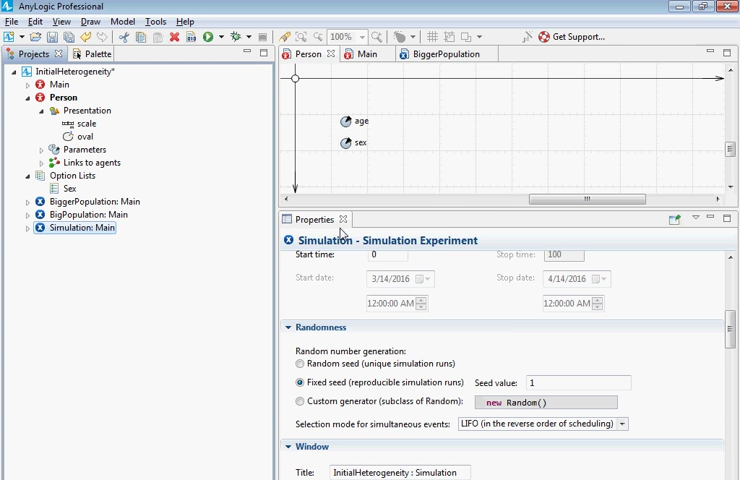 AnyLogic Professional
File Edit View Draw Model Tools Help
100% Get Support...
Projects Palette
InitialHeterogeneity*
Main
Person
Presentation
scale
oval
Parameters
Links to agents
Option Lists
Sex
BiggerPopulation: Main
BigPopulation: Main
Simulation: Main
Person Main BiggerPopulation
age
sex
Properties
Simulation - Simulation Experiment
Start time: 0 Stop time: 100
Start date: 3/14/2016 Stop date: 4/14/2016
12:00:00 AM 12:00:00 AM
Randomness
Random number generation:
Random seed (unique simulation runs)
Fixed seed (reproducible simulation runs) Seed value: 1
Custom generator (subclass of Random): new Random()
Selection mode for simultaneous events: LIFO (in the reverse order of scheduling)
Window
Title: InitialHeterogeneity : Simulation